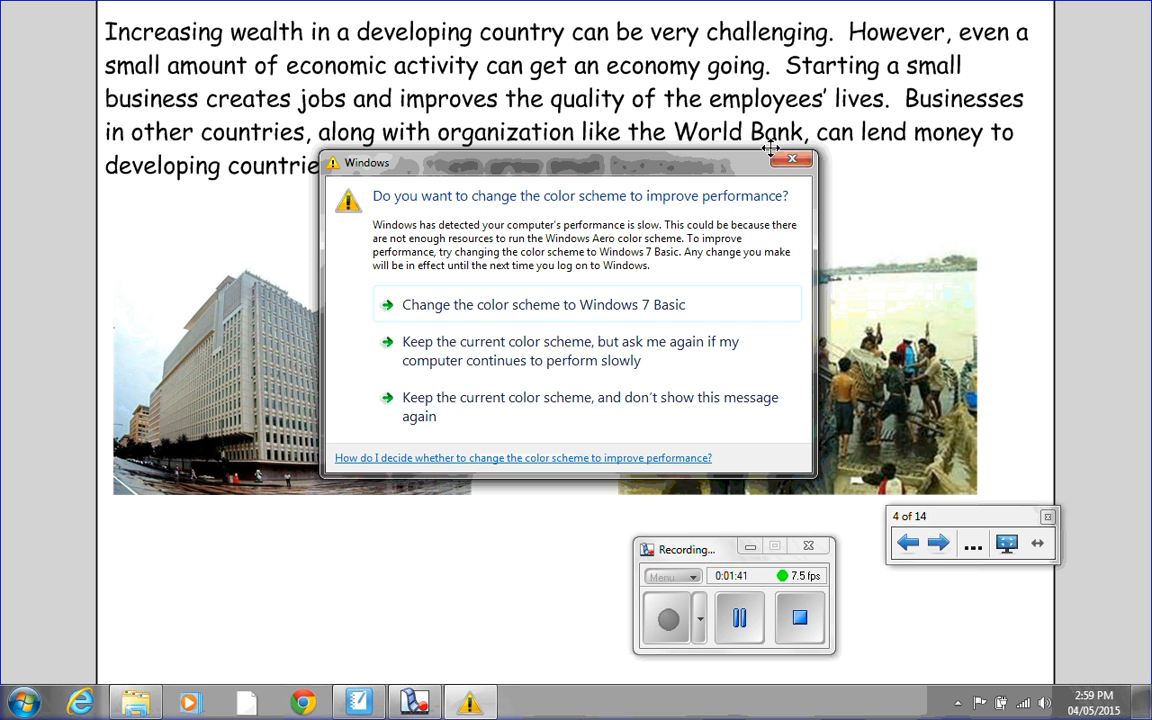 Increasing wealth in a developing country can be very challenging.  However, even a
small amount of economic activity can get an economy going.  Starting a small
business creates jobs and improves the quality of the employees' lives.  Businesses
in other countries, along with organization like the World Bank, can lend money to
developing countrie
Windows
Do you want to change the color scheme to improve performance?
Windows has detected your computer's performance is slow. This could be because there
are not enough resources to run the Windows Aero color scheme. To improve
performance, try changing the color scheme to Windows 7 Basic. Any change you make
will be in effect until the next time you log on to Windows.
Change the color scheme to Windows 7 Basic
Keep the current color scheme, but ask me again if my
computer continues to perform slowly
Keep the current color scheme, and don't show this message
again
How do I decide whether to change the color scheme to improve performance?
4 of 14
Recording...
Menu
0:01:41
7.5 fps
2:59 PM
04/05/2015